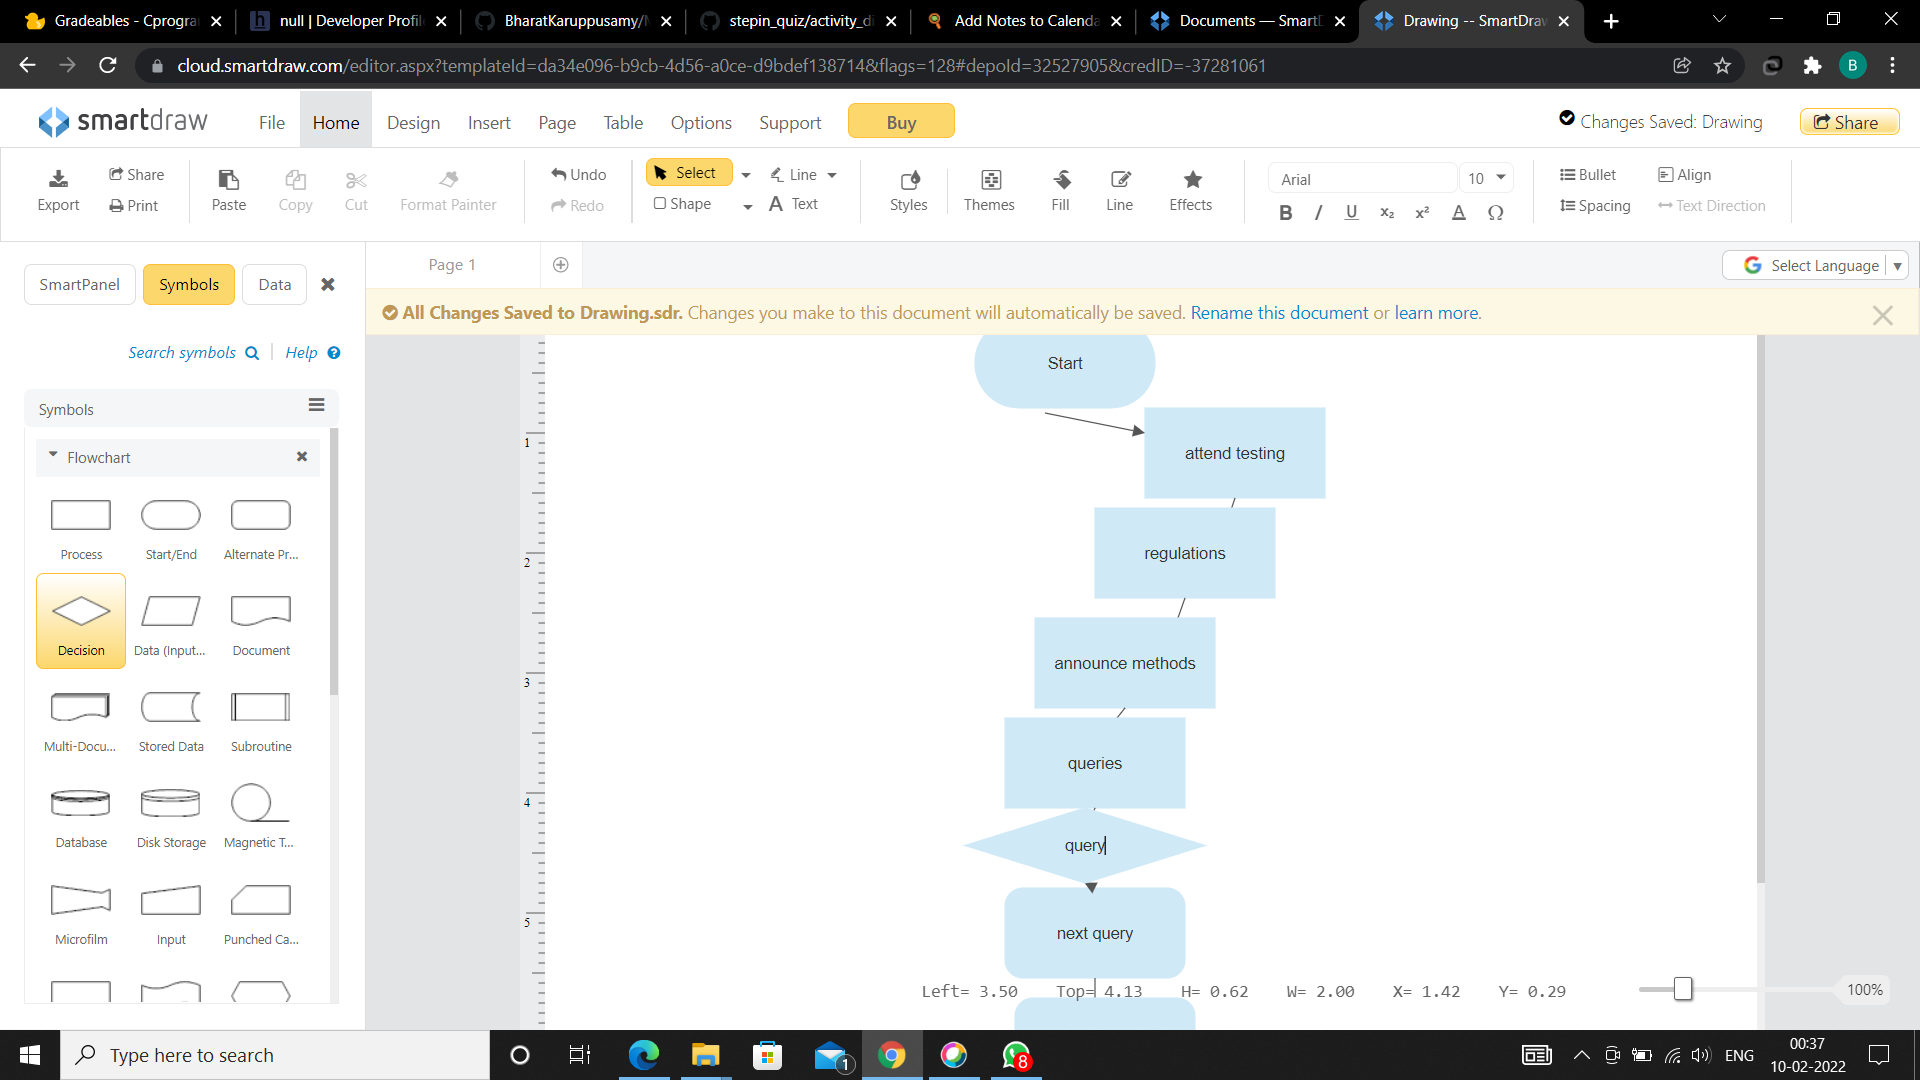 Gradeables - Cprogra
null | Developer Profile
BharatKaruppusamy/M
stepin_quiz/activity_di
Add Notes to Calenda
Documents — SmartD
Drawing -- SmartDraw
cloud.smartdraw.com/editor.aspx?templateId=da34e096-b9cb-4d56-a0ce-d9bdef138714&flags=128#depoId=32527905&credID=-37281061
B
smartdraw
File
Home
Design
Insert
Page
Table
Options
Support
Buy
Changes Saved: Drawing
Share
Export
Share
Print
Paste
Copy
Cut
Format Painter
Undo
Redo
Select
Shape
Line
A Text
Styles
Themes
Fill
Line
Effects
Arial
10
B I U x₂ x² A Ω
Bullet
Spacing
Align
Text Direction
SmartPanel
Symbols
Data
Page 1
Select Language
All Changes Saved to Drawing.sdr. Changes you make to this document will automatically be saved. Rename this document or learn more.
Search symbols
Help
Symbols
Flowchart
Process
Start/End
Alternate Pr...
Decision
Data (Input...
Document
Multi-Docu...
Stored Data
Subroutine
Database
Disk Storage
Magnetic T...
Microfilm
Input
Punched Ca...
1
2
3
4
5
Start
attend testing
regulations
announce methods
queries
query
next query
Left= 3.50 Top= 4.13 H= 0.62 W= 2.00 X= 1.42 Y= 0.29
100%
Type here to search
1
8
ENG
00:37
10-02-2022